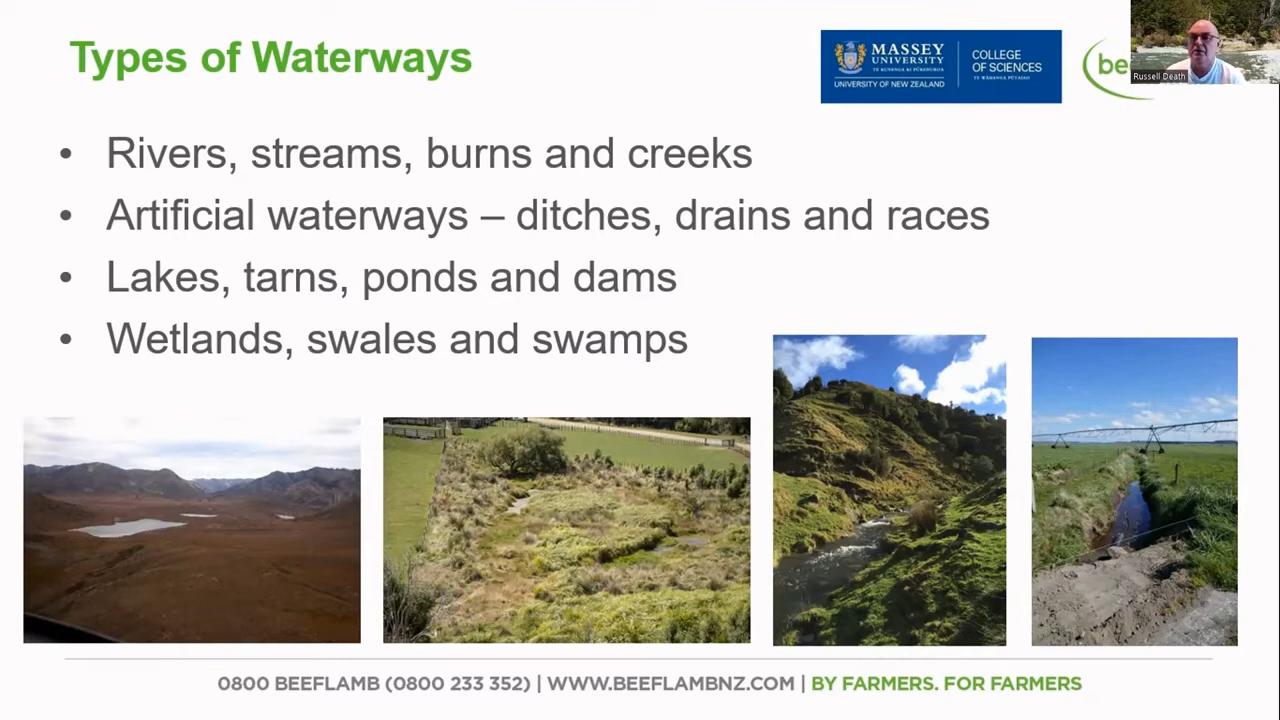 Types of Waterways
MASSEY
UNIVERSITY
TE KUNENGA KI PŪREHUROA
UNIVERSITY OF NEW ZEALAND
COLLEGE
OF SCIENCES
TE WĀHANGA PŪTAIAO
be
Russell Death
• Rivers, streams, burns and creeks
• Artificial waterways – ditches, drains and races
• Lakes, tarns, ponds and dams
• Wetlands, swales and swamps
0800 BEEFLAMB (0800 233 352) | WWW.BEEFLAMBNZ.COM | BY FARMERS. FOR FARMERS